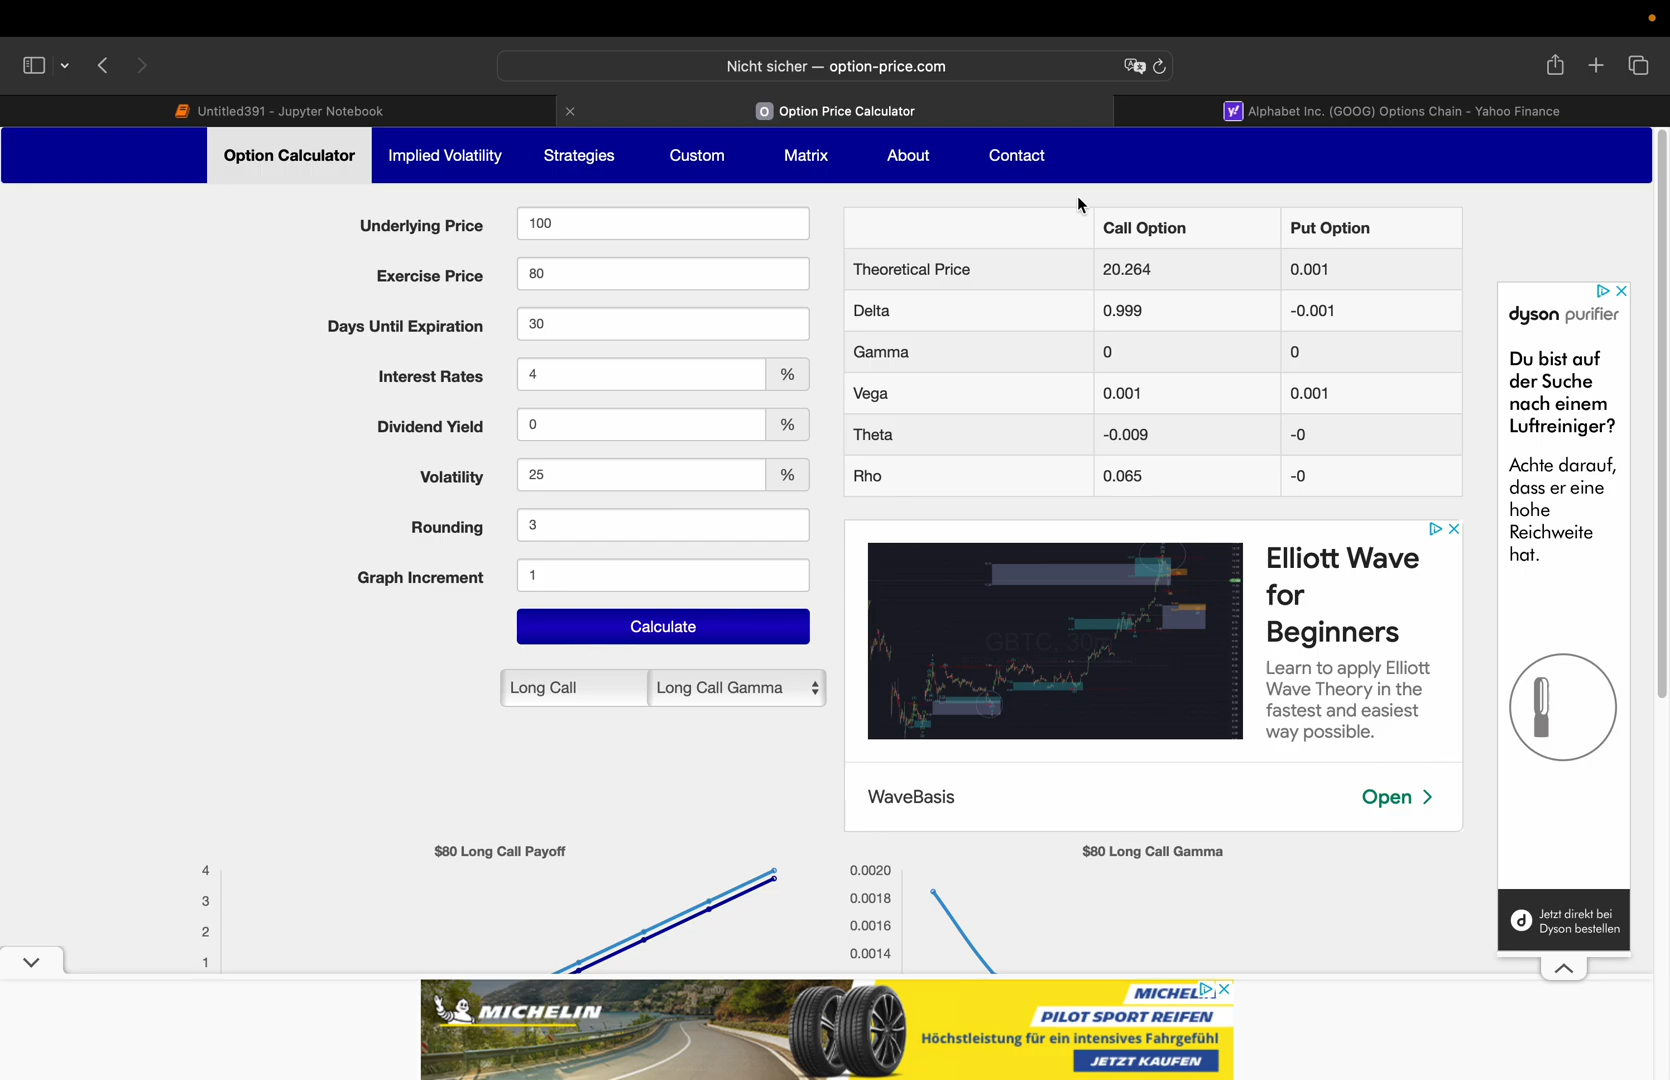 Nicht sicher — option-price.com
Untitled391 - Jupyter Notebook
Option Price Calculator
Alphabet Inc. (GOOG) Options Chain - Yahoo Finance
Option Calculator
Implied Volatility
Strategies
Custom
Matrix
About
Contact
Underlying Price 100
Exercise Price 80
Days Until Expiration 30
Interest Rates 4 %
Dividend Yield 0 %
Volatility 25 %
Rounding 3
Graph Increment 1
Calculate
Long Call
Long Call Gamma
Call Option Put Option
Theoretical Price 20.264 0.001
Delta 0.999 -0.001
Gamma 0 0
Vega 0.001 0.001
Theta -0.009 -0
Rho 0.065 -0
GBTC, 30m
Elliott Wave
for
Beginners
Learn to apply Elliott
Wave Theory in the
fastest and easiest
way possible.
WaveBasis
Open
dyson purifier
Du bist auf
der Suche
nach einem
Luftreiniger?
Achte darauf,
dass er eine
hohe
Reichweite
hat.
Jetzt direkt bei
Dyson bestellen
$80 Long Call Payoff
4
3
2
1
$80 Long Call Gamma
0.0020
0.0018
0.0016
0.0014
MICHELIN
PILOT SPORT REIFEN
Höchstleistung für ein intensives Fahrgefühl
JETZT KAUFEN